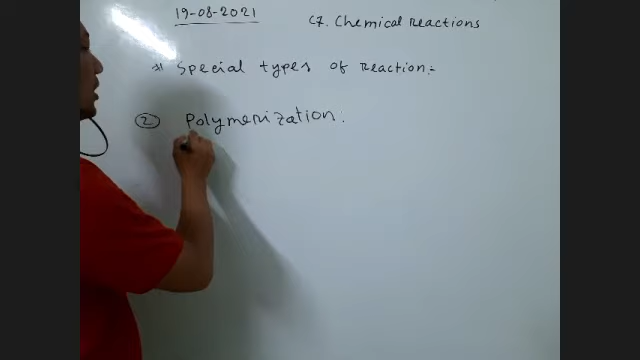 19-08-2021
C7. Chemical Reactions
** Special types of Reaction:-
② Polymerization.